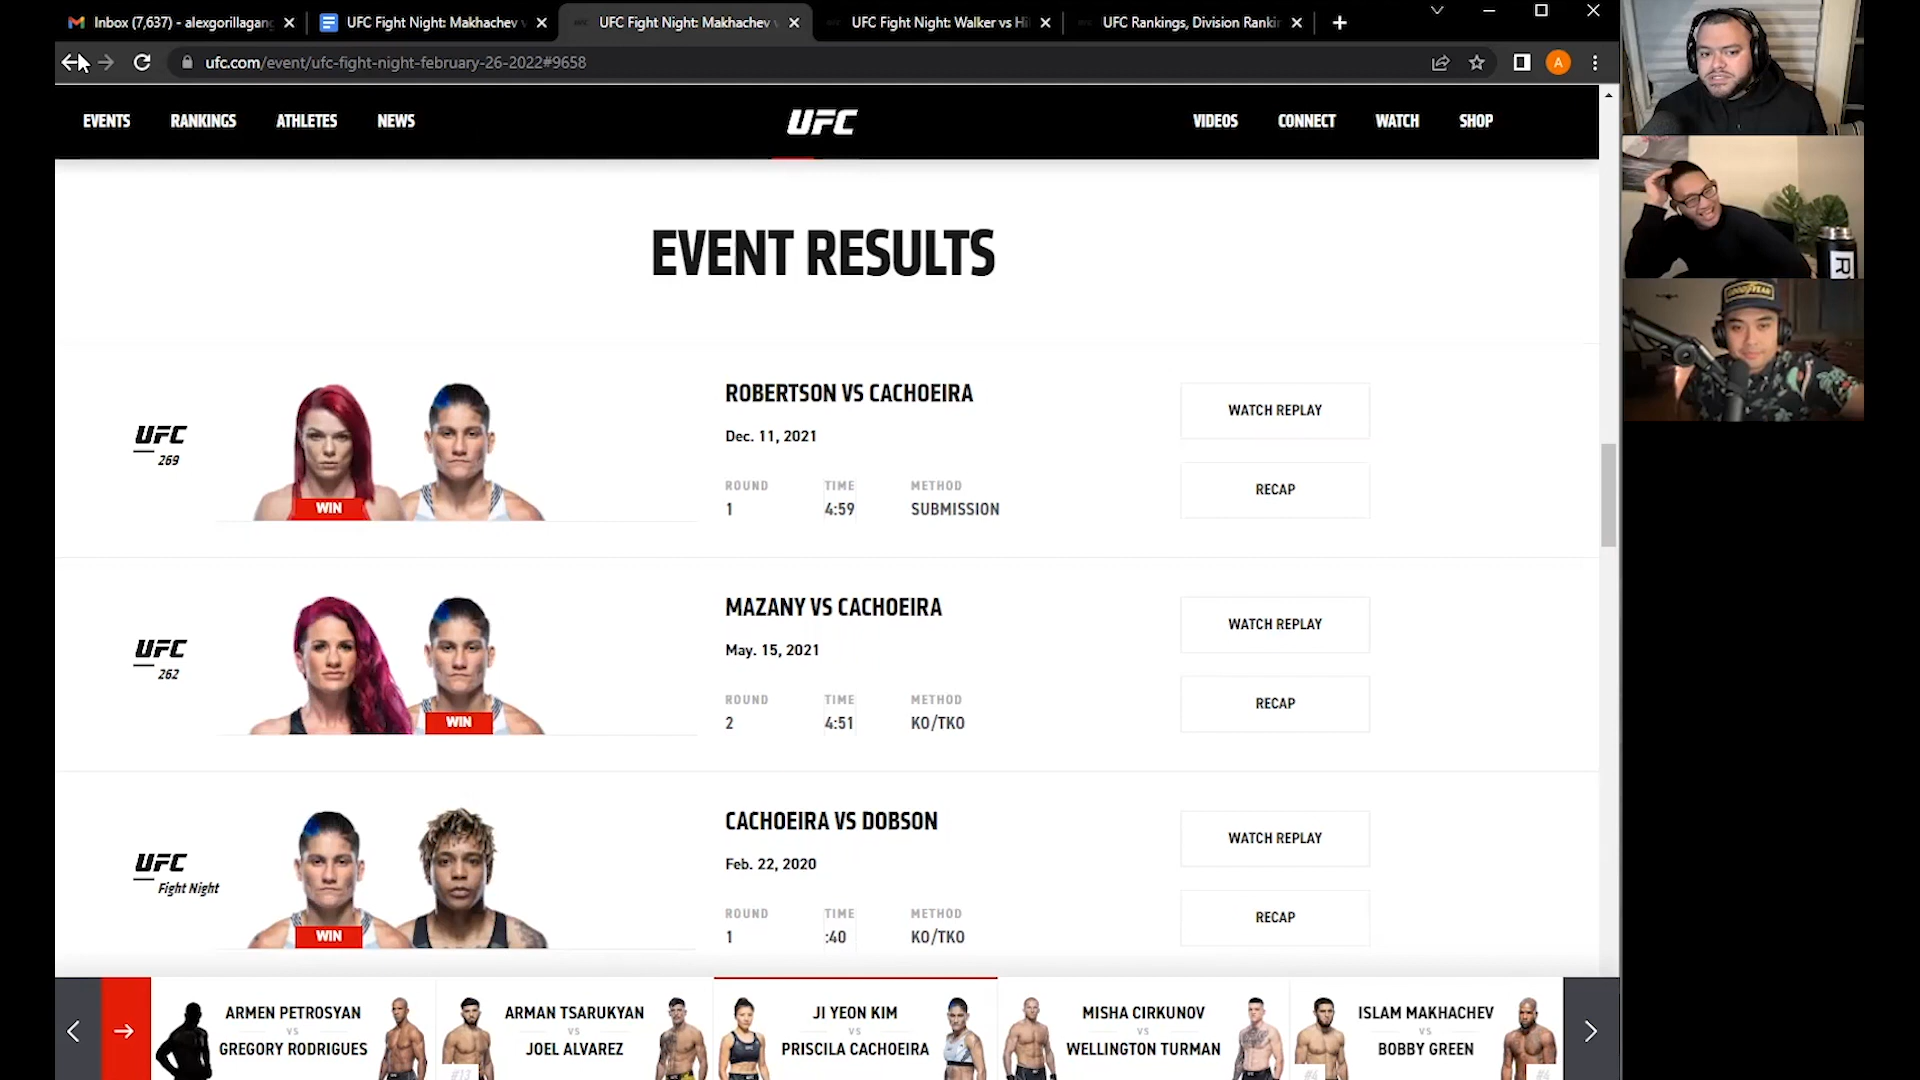 Inbox (7,637) - alexgorillagang
UFC Fight Night: Makhachev v
UFC Fight Night: Makhachev v
UFC Fight Night: Walker vs Hi
UFC Rankings, Division Rankin
ufc.com/event/ufc-fight-night-february-26-2022#9658
A
EVENTS RANKINGS ATHLETES NEWS UFC VIDEOS CONNECT WATCH SHOP
EVENT RESULTS
UFC
269
WIN
ROBERTSON VS CACHOEIRA
Dec. 11, 2021
ROUND TIME METHOD
1 4:59 SUBMISSION
WATCH REPLAY
RECAP
UFC
262
WIN
MAZANY VS CACHOEIRA
May. 15, 2021
ROUND TIME METHOD
2 4:51 KO/TKO
WATCH REPLAY
RECAP
UFC
Fight Night
WIN
CACHOEIRA VS DOBSON
Feb. 22, 2020
ROUND TIME METHOD
1 :40 KO/TKO
WATCH REPLAY
RECAP
ARMEN PETROSYAN
VS
GREGORY RODRIGUES
ARMAN TSARUKYAN
VS
JOEL ALVAREZ
#13
JI YEON KIM
VS
PRISCILA CACHOEIRA
MISHA CIRKUNOV
VS
WELLINGTON TURMAN
ISLAM MAKHACHEV
VS
BOBBY GREEN
#4
#4
GOODYEAR